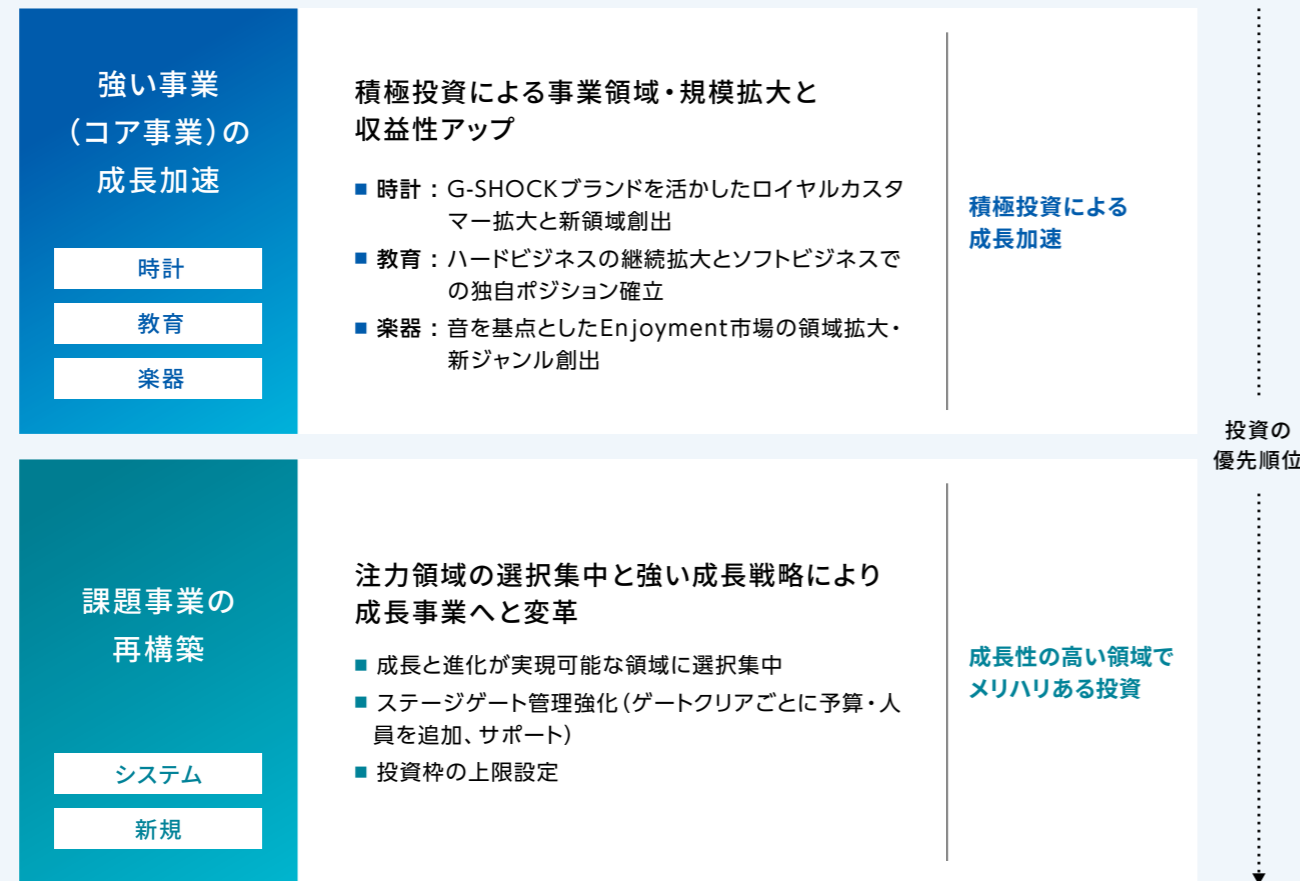 強い事業
（コア事業）の
成長加速
時計
教育
楽器
積極投資による事業領域・規模拡大と
収益性アップ
■ 時計：G-SHOCKブランドを活かしたロイヤルカスタ
マー拡大と新領域創出
■ 教育：ハードビジネスの継続拡大とソフトビジネスで
の独自ポジション確立
■ 楽器：音を基点としたEnjoyment市場の領域拡大・
新ジャンル創出
積極投資による
成長加速
投資の
優先順位
課題事業の
再構築
システム
新規
注力領域の選択集中と強い成長戦略により
成長事業へと変革
■ 成長と進化が実現可能な領域に選択集中
■ ステージゲート管理強化（ゲートクリアごとに予算・人
員を追加、サポート）
■ 投資枠の上限設定
成長性の高い領域で
メリハリある投資